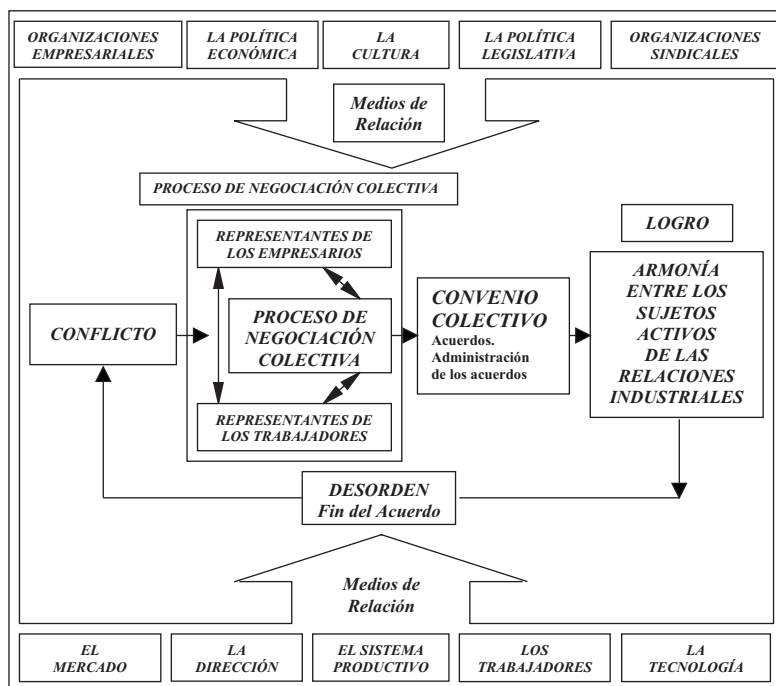 ORGANIZACIONES
EMPRESARIALES
LA POLÍTICA
ECONÓMICA
LA
CULTURA
LA POLÍTICA
LEGISLATIVA
ORGANIZACIONES
SINDICALES
Medios de
Relación
PROCESO DE NEGOCIACIÓN COLECTIVA
REPRESENTANTES DE
LOS EMPRESARIOS
CONFLICTO
PROCESO DE
NEGOCIACIÓN
COLECTIVA
REPRESENTANTES DE
LOS TRABAJADORES
CONVENIO
COLECTIVO
Acuerdos.
Administración
de los acuerdos
LOGRO
ARMONÍA
ENTRE LOS
SUJETOS
ACTIVOS
DE LAS
RELACIONES
INDUSTRIALES
DESORDEN
Fin del Acuerdo
Medios de
Relación
EL
MERCADO
LA
DIRECCIÓN
EL SISTEMA
PRODUCTIVO
LOS
TRABAJADORES
LA
TECNOLOGÍA